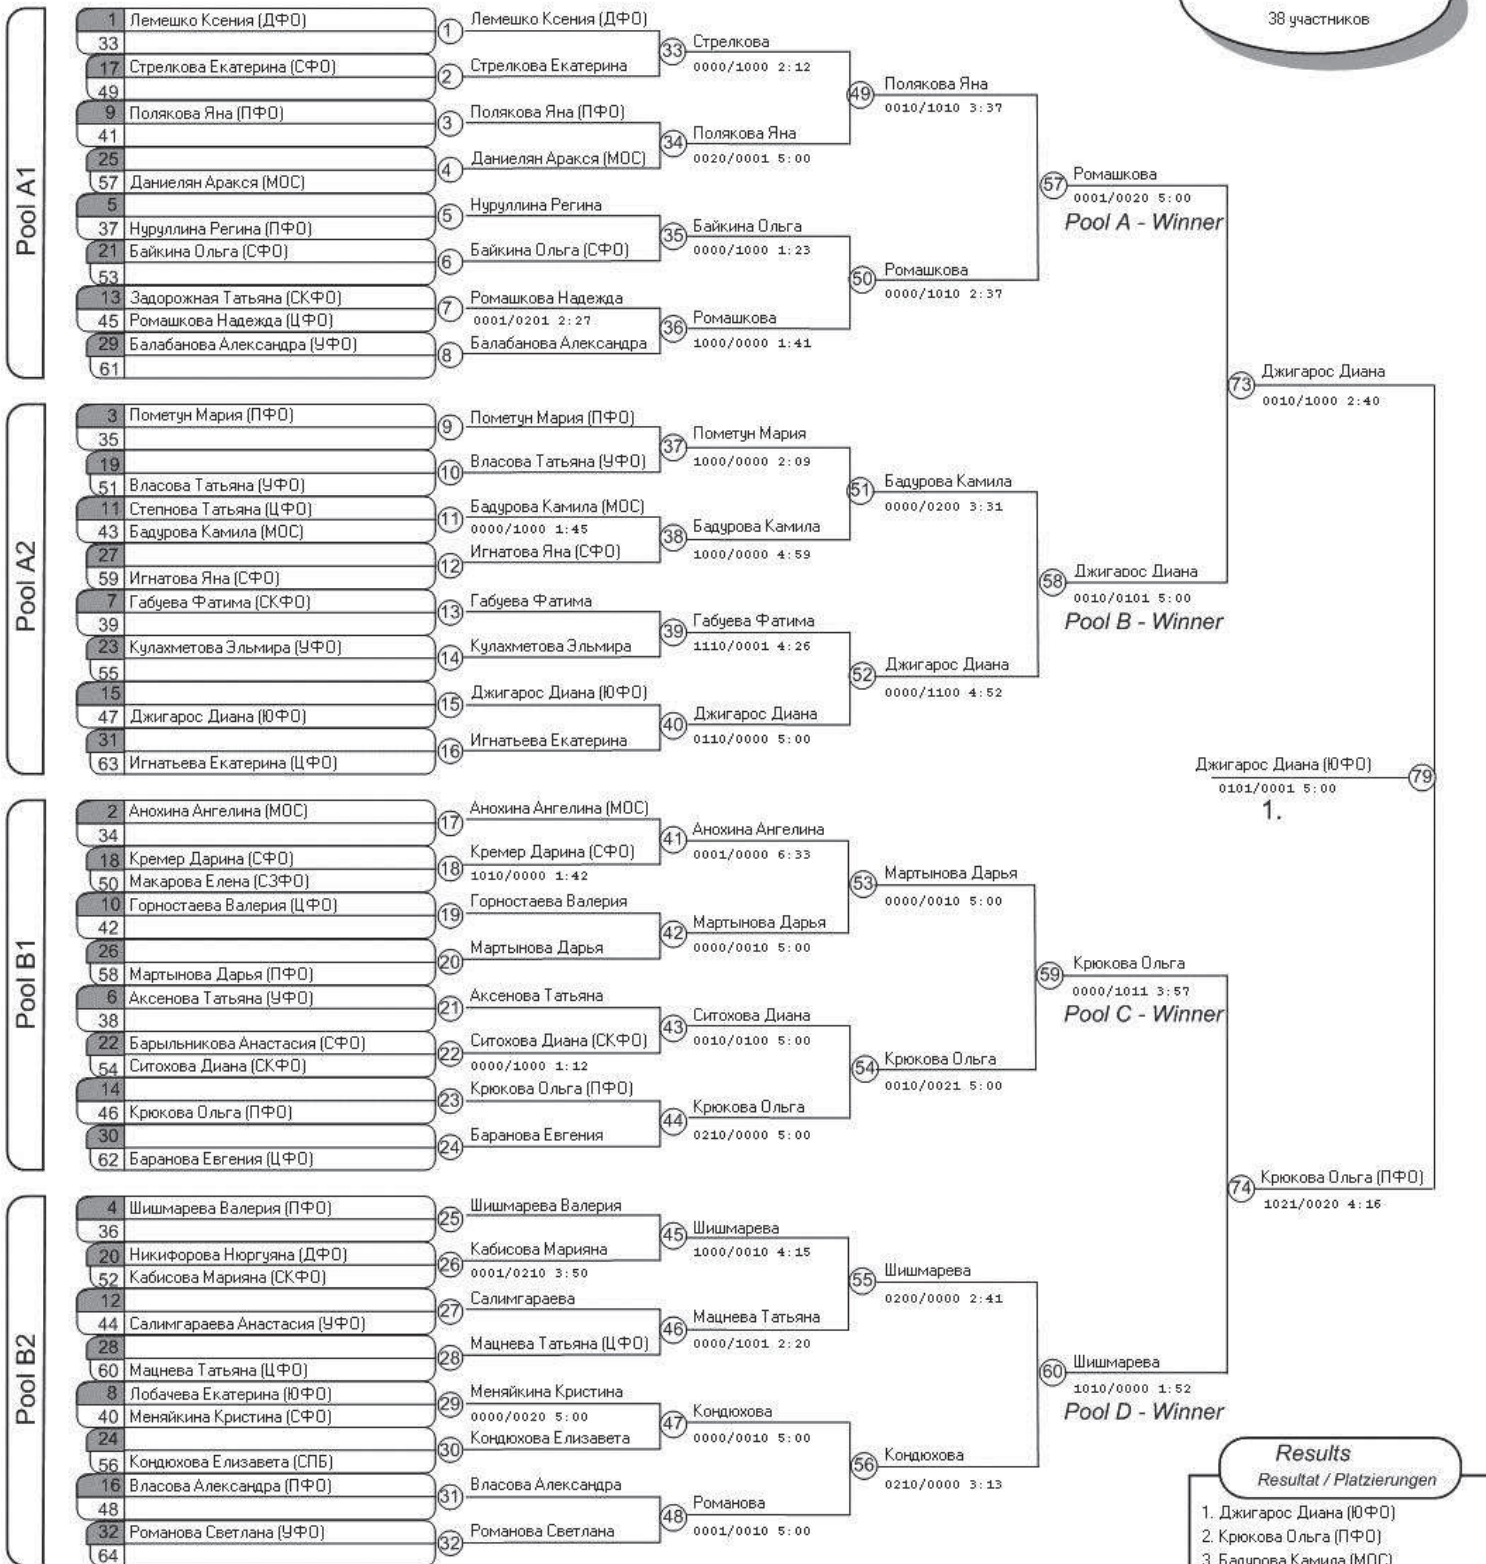 38 участников
Pool A1
1 Лемешко Ксения (ДФО)
33
17 Стрелкова Екатерина (СФО)
49
9 Полякова Яна (ПФО)
41
25
57 Даниелян Аракся (МОС)
5
37 Нуруллина Регина (ПФО)
21 Байкина Ольга (СФО)
53
13 Задорожная Татьяна (СКФО)
45 Ромашкова Надежда (ЦФО)
29 Балабанова Александра (УФО)
61
1 Лемешко Ксения (ДФО)
2 Стрелкова Екатерина
3 Полякова Яна (ПФО)
4 Даниелян Аракся (МОС)
5 Нуруллина Регина
6 Байкина Ольга (СФО)
7 Ромашкова Надежда
0001/0201 2:27
8 Балабанова Александра
33 Стрелкова
0000/1000 2:12
34 Полякова Яна
0020/0001 5:00
35 Байкина Ольга
0000/1000 1:23
36 Ромашкова
1000/0000 1:41
49 Полякова Яна
0010/1010 3:37
50 Ромашкова
0000/1010 2:37
57 Ромашкова
0001/0020 5:00
Pool A - Winner
Pool A2
3 Пометун Мария (ПФО)
35
19
51 Власова Татьяна (УФО)
11 Степнова Татьяна (ЦФО)
43 Бадурова Камила (МОС)
27
59 Игнатова Яна (СФО)
7 Габуева Фатима (СКФО)
39
23 Кулахметова Эльмира (УФО)
55
15
47 Джигарос Диана (ЮФО)
31
63 Игнатьева Екатерина (ЦФО)
9 Пометун Мария (ПФО)
10 Власова Татьяна (УФО)
11 Бадурова Камила (МОС)
0000/1000 1:45
12 Игнатова Яна (СФО)
13 Габуева Фатима
14 Кулахметова Эльмира
15 Джигарос Диана (ЮФО)
16 Игнатьева Екатерина
37 Пометун Мария
1000/0000 2:09
38 Бадурова Камила
1000/0000 4:59
39 Габуева Фатима
1110/0001 4:26
40 Джигарос Диана
0110/0000 5:00
51 Бадурова Камила
0000/0200 3:31
52 Джигарос Диана
0000/1100 4:52
58 Джигарос Диана
0010/0101 5:00
Pool B - Winner
73 Джигарос Диана
0010/1000 2:40
Джигарос Диана (ЮФО) 79
0101/0001 5:00
1.
Pool B1
2 Анохина Ангелина (МОС)
34
18 Кремер Дарина (СФО)
50 Макарова Елена (СЗФО)
10 Горностаева Валерия (ЦФО)
42
26
58 Мартынова Дарья (ПФО)
6 Аксенова Татьяна (УФО)
38
22 Барыльникова Анастасия (СФО)
54 Ситохова Диана (СКФО)
14
46 Крюкова Ольга (ПФО)
30
62 Баранова Евгения (ЦФО)
17 Анохина Ангелина (МОС)
18 Кремер Дарина (СФО)
1010/0000 1:42
19 Горностаева Валерия
20 Мартынова Дарья
21 Аксенова Татьяна
22 Ситохова Диана (СКФО)
0000/1000 1:12
23 Крюкова Ольга (ПФО)
24 Баранова Евгения
41 Анохина Ангелина
0001/0000 6:33
42 Мартынова Дарья
0000/0010 5:00
43 Ситохова Диана
0010/0100 5:00
44 Крюкова Ольга
0210/0000 5:00
53 Мартынова Дарья
0000/0010 5:00
54 Крюкова Ольга
0010/0021 5:00
59 Крюкова Ольга
0000/1011 3:57
Pool C - Winner
Pool B2
4 Шишмарева Валерия (ПФО)
36
20 Никифорова Нюргуяна (ДФО)
52 Кабисова Марияна (СКФО)
12
44 Салимгараева Анастасия (УФО)
28
60 Мацнева Татьяна (ЦФО)
8 Лобачева Екатерина (ЮФО)
40 Меняйкина Кристина (СФО)
24
56 Кондюхова Елизавета (СПБ)
16 Власова Александра (ПФО)
48
32 Романова Светлана (УФО)
64
25 Шишмарева Валерия
26 Кабисова Марияна
0001/0210 3:50
27 Салимгараева
28 Мацнева Татьяна (ЦФО)
29 Меняйкина Кристина
0000/0020 5:00
30 Кондюхова Елизавета
31 Власова Александра
32 Романова Светлана
45 Шишмарева
1000/0010 4:15
46 Мацнева Татьяна
0000/1001 2:20
47 Кондюхова
0000/0010 5:00
48 Романова
0001/0010 5:00
55 Шишмарева
0200/0000 2:41
56 Кондюхова
0210/0000 3:13
60 Шишмарева
1010/0000 1:52
Pool D - Winner
74 Крюкова Ольга (ПФО)
1021/0020 4:16
Results
Resultat / Platzierungen
1. Джигарос Диана (ЮФО)
2. Крюкова Ольга (ПФО)
3. Бадурова Камила (МОС)